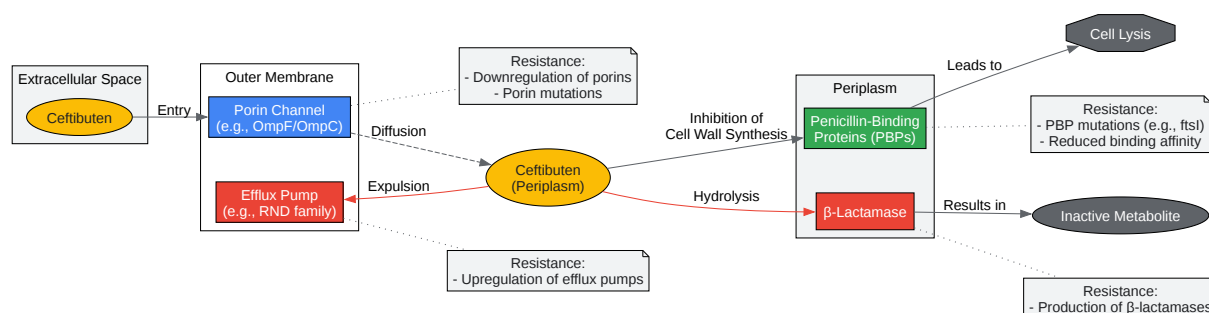 Extracellular Space
Ceftibuten
Entry
Outer Membrane
Porin Channel
(e.g., OmpF/OmpC)
Efflux Pump
(e.g., RND family)
Resistance:
- Downregulation of porins
- Porin mutations
Diffusion
Expulsion
Ceftibuten
(Periplasm)
Resistance:
- Upregulation of efflux pumps
Inhibition of
Cell Wall Synthesis
Hydrolysis
Periplasm
Penicillin-Binding
Proteins (PBPs)
β-Lactamase
Leads to
Cell Lysis
Resistance:
- PBP mutations (e.g., ftsI)
- Reduced binding affinity
Results in
Inactive Metabolite
Resistance:
- Production of β-lactamases